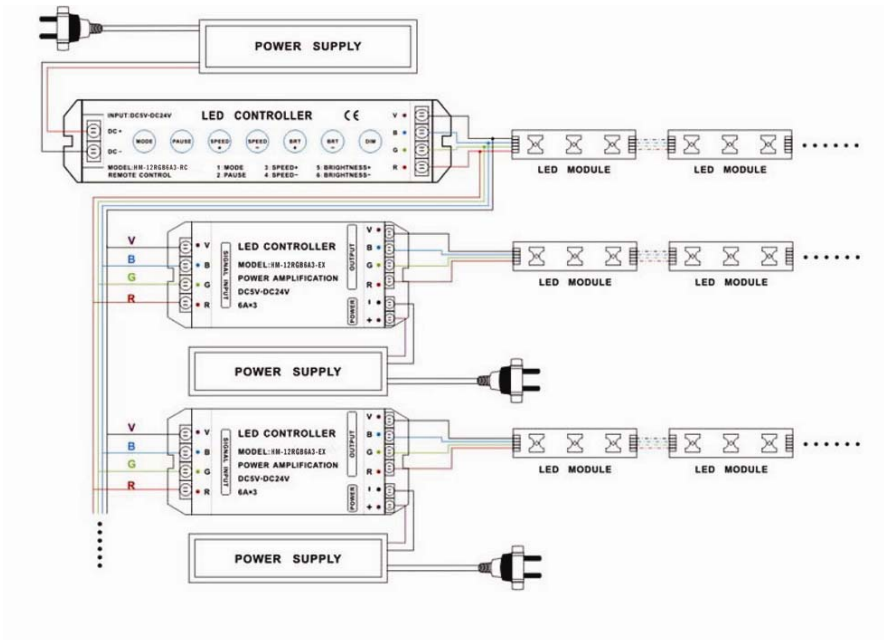 POWER SUPPLY
INPUT:DC5V-DC24V LED CONTROLLER CE V
DC+ B
MODE PAUSE SPEED + SPEED − BRT + BRT − DIM
DC- G
MODEL:HM-12RGB6A3-RC 1 MODE 3 SPEED+ 5 BRIGHTNESS+ R
REMOTE CONTROL 2 PAUSE 4 SPEED− 6 BRIGHTNESS−
LED MODULE LED MODULE
V V LED CONTROLLER V
B B MODEL:HM-12RGB6A3-EX B
G G POWER AMPLIFICATION G
DC5V-DC24V R
R R 6A×3 -
+
SIGNAL INPUT
OUTPUT
POWER
LED MODULE LED MODULE
POWER SUPPLY
V V LED CONTROLLER V
B B MODEL:HM-12RGB6A3-EX B
G G POWER AMPLIFICATION G
DC5V-DC24V R
R R 6A×3 -
+
SIGNAL INPUT
OUTPUT
POWER
LED MODULE LED MODULE
POWER SUPPLY